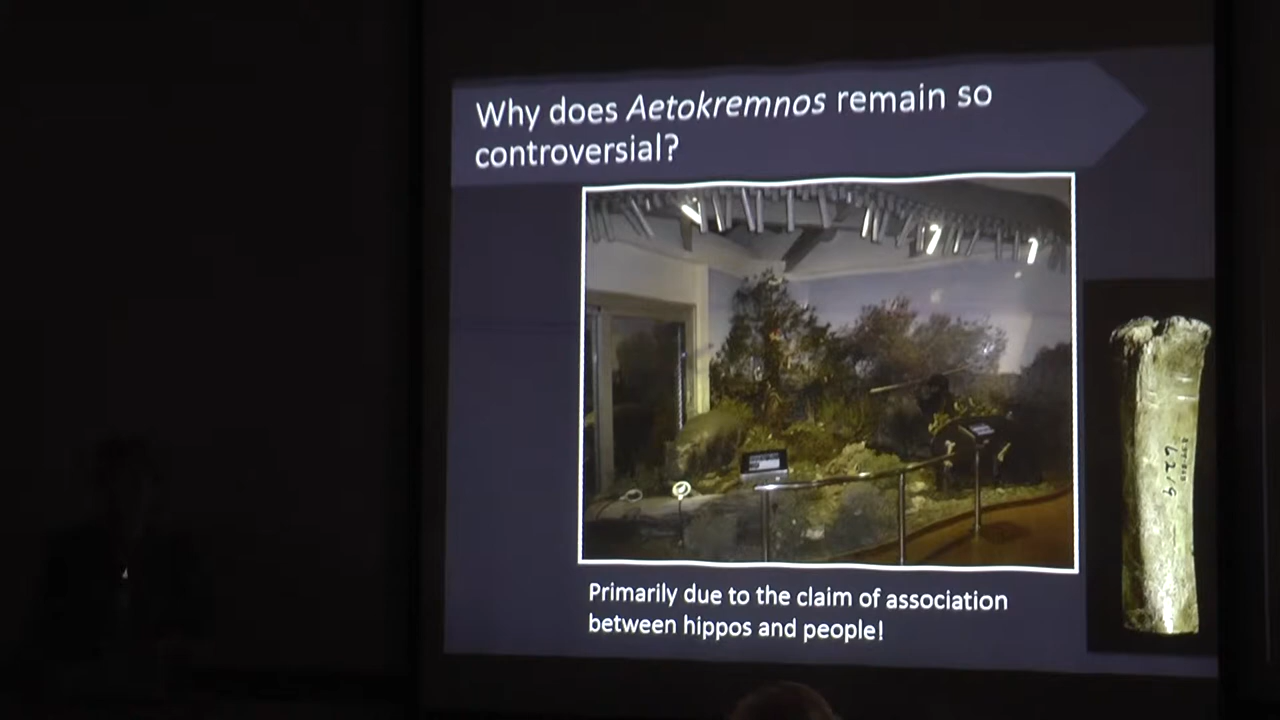 Why does Aetokremnos remain so
controversial?
Primarily due to the claim of association
between hippos and people!